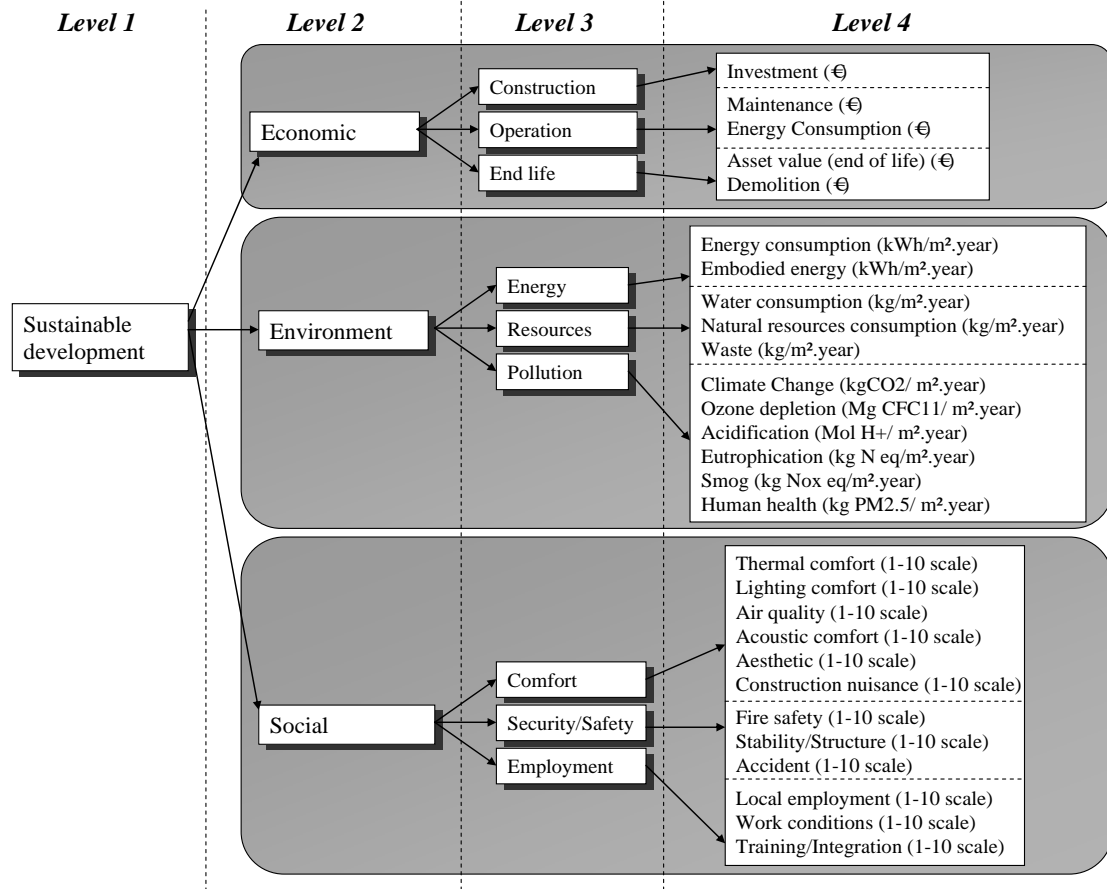 Level 1
Level 2
Level 3
Level 4
Sustainable
development
Economic
Construction
Operation
End life
Investment (€)
Maintenance (€)
Energy Consumption (€)
Asset value (end of life) (€)
Demolition (€)
Environment
Energy
Resources
Pollution
Energy consumption (kWh/m².year)
Embodied energy (kWh/m².year)
Water consumption (kg/m².year)
Natural resources consumption (kg/m².year)
Waste (kg/m².year)
Climate Change (kgCO2/ m².year)
Ozone depletion (Mg CFC11/ m².year)
Acidification (Mol H+/ m².year)
Eutrophication (kg N eq/m².year)
Smog (kg Nox eq/m².year)
Human health (kg PM2.5/ m².year)
Social
Comfort
Security/Safety
Employment
Thermal comfort (1-10 scale)
Lighting comfort (1-10 scale)
Air quality (1-10 scale)
Acoustic comfort (1-10 scale)
Aesthetic (1-10 scale)
Construction nuisance (1-10 scale)
Fire safety (1-10 scale)
Stability/Structure (1-10 scale)
Accident (1-10 scale)
Local employment (1-10 scale)
Work conditions (1-10 scale)
Training/Integration (1-10 scale)